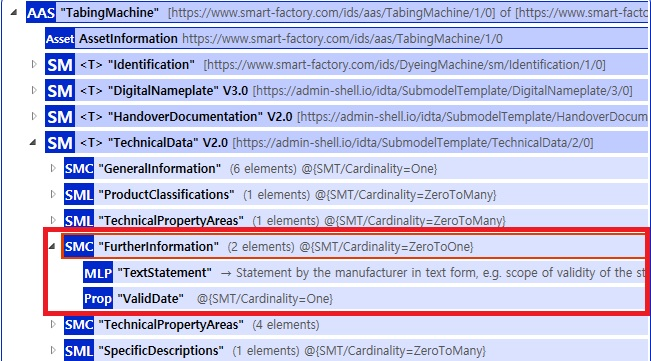 AAS "TabingMachine" [https://www.smart-factory.com/ids/aas/TabingMachine/1/0] of [https://www.smart-factory.com
Asset AssetInformation https://www.smart-factory.com/ids/aas/TabingMachine/1/0
SM <T> "Identification" [https://www.smart-factory.com/ids/DyeingMachine/sm/Identification/1/0]
SM <T> "DigitalNameplate" V3.0 [https://admin-shell.io/idta/SubmodelTemplate/DigitalNameplate/3/0]
SM <T> "HandoverDocumentation" V2.0 [https://admin-shell.io/idta/SubmodelTemplate/HandoverDocum
SM <T> "TechnicalData" V2.0 [https://admin-shell.io/idta/SubmodelTemplate/TechnicalData/2/0]
SMC "GeneralInformation" (6 elements) @{SMT/Cardinality=One}
SML "ProductClassifications" (1 elements) @{SMT/Cardinality=ZeroToMany}
SML "TechnicalPropertyAreas" (1 elements) @{SMT/Cardinality=ZeroToMany}
SMC "FurtherInformation" (2 elements) @{SMT/Cardinality=ZeroToOne}
MLP "TextStatement" → Statement by the manufacturer in text form, e.g. scope of validity of the st
Prop "ValidDate" @{SMT/Cardinality=One}
SMC "TechnicalPropertyAreas" (4 elements)
SML "SpecificDescriptions" (1 elements) @{SMT/Cardinality=ZeroToMany}